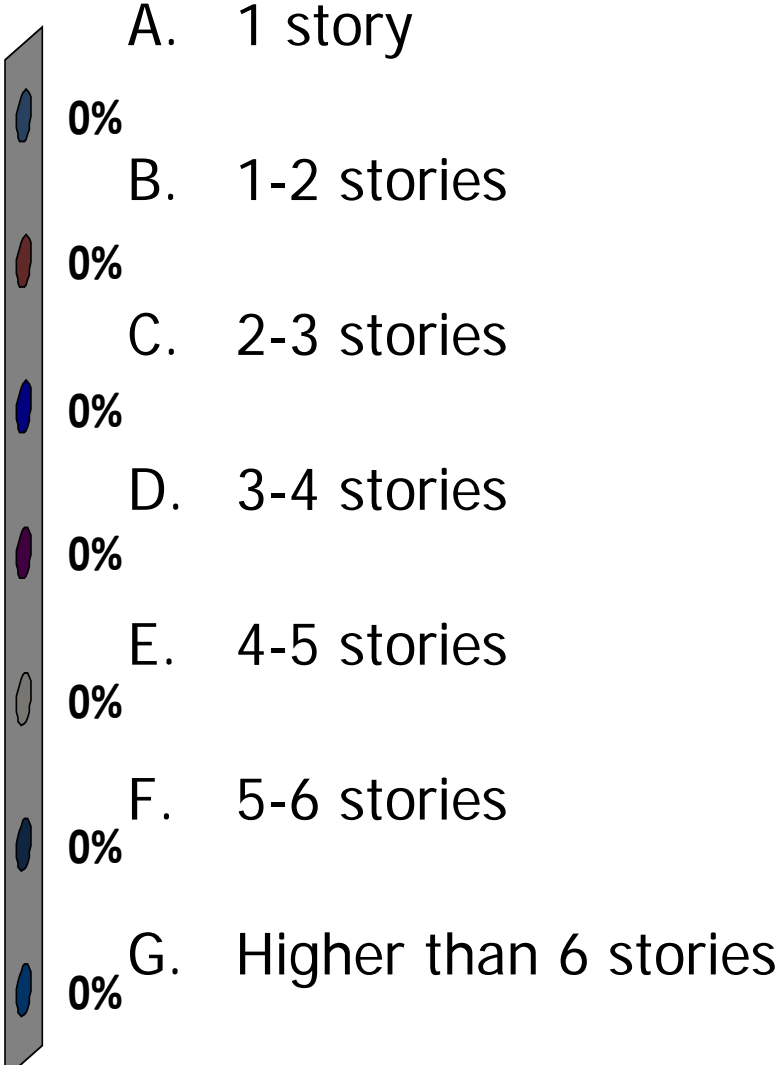 A. 1 story
0%
B. 1-2 stories
0%
C. 2-3 stories
0%
D. 3-4 stories
0%
E. 4-5 stories
0%
F. 5-6 stories
0%
G. Higher than 6 stories
0%